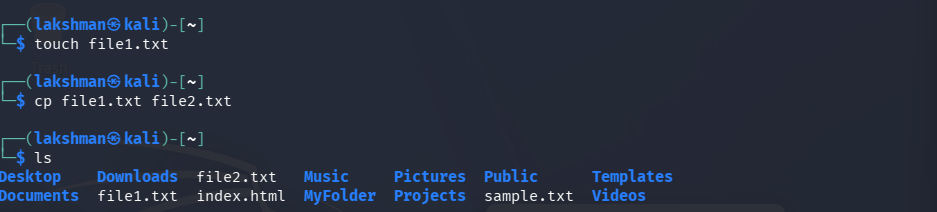 ┌──(lakshman㉿kali)-[~]
└─$ touch file1.txt
┌──(lakshman㉿kali)-[~]
└─$ cp file1.txt file2.txt
┌──(lakshman㉿kali)-[~]
└─$ ls
Desktop    Downloads  file2.txt   Music     Pictures  Public      Templates
Documents  file1.txt  index.html  MyFolder  Projects  sample.txt  Videos